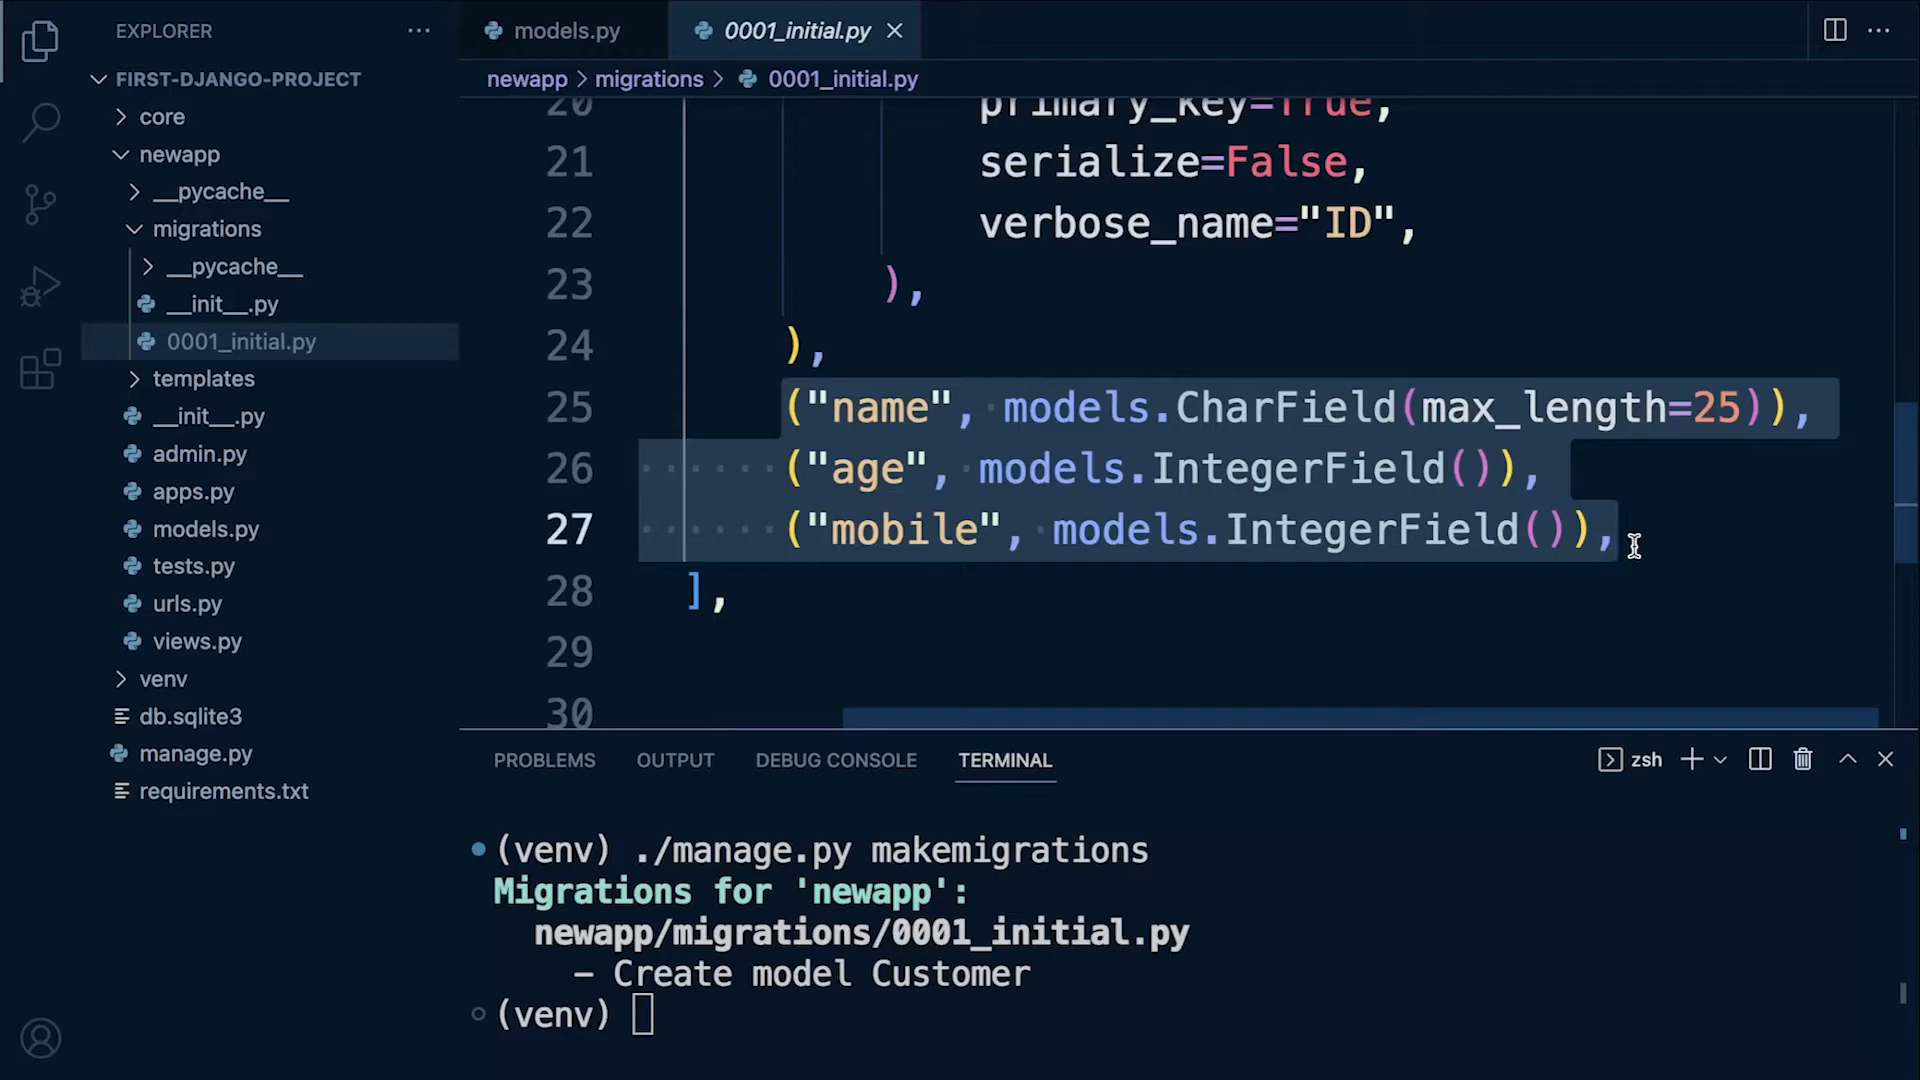 EXPLORER
FIRST-DJANGO-PROJECT
core
newapp
__pycache__
migrations
__pycache__
__init__.py
0001_initial.py
templates
__init__.py
admin.py
apps.py
models.py
tests.py
urls.py
views.py
venv
db.sqlite3
manage.py
requirements.txt
models.py
0001_initial.py
newapp > migrations > 0001_initial.py
20 primary_key=True,
21 serialize=False,
22 verbose_name="ID",
23 ),
24 ),
25 ("name", models.CharField(max_length=25)),
26 ("age", models.IntegerField()),
27 ("mobile", models.IntegerField()),
28 ],
29
30
PROBLEMS OUTPUT DEBUG CONSOLE TERMINAL
zsh
(venv) ./manage.py makemigrations
Migrations for 'newapp':
newapp/migrations/0001_initial.py
– Create model Customer
(venv)